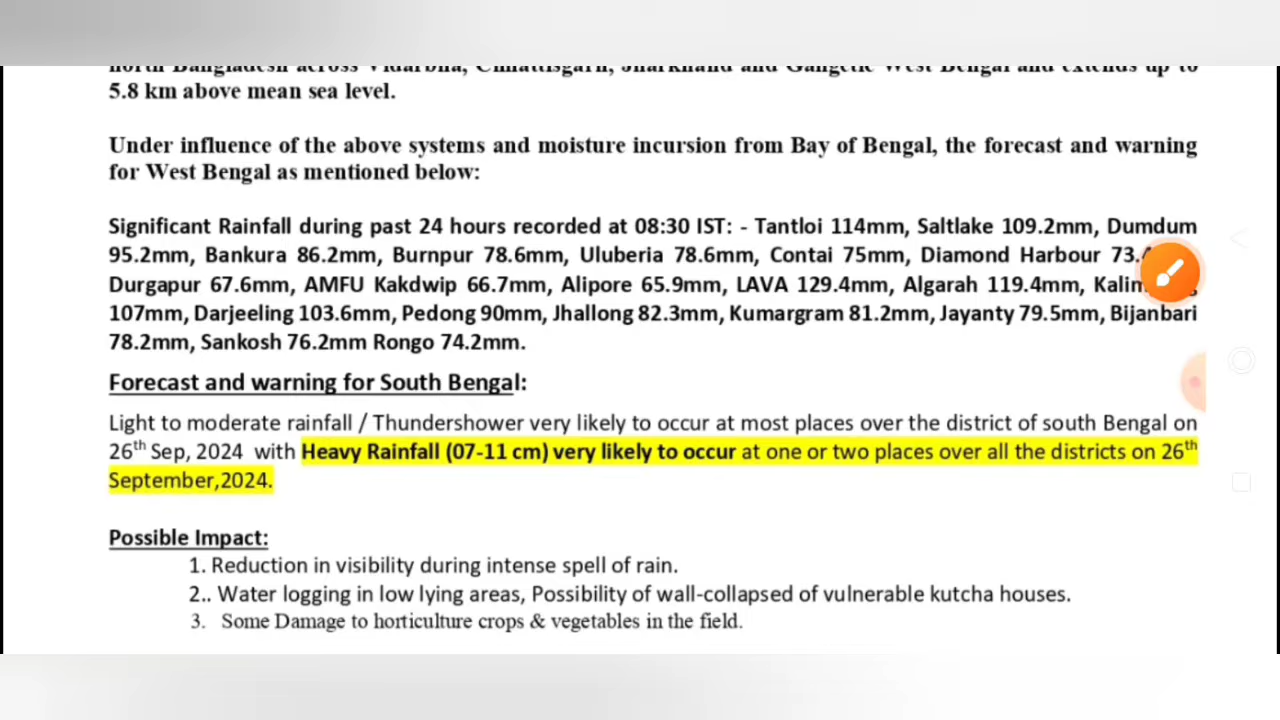 north Bangladesh across Vidarbha, Chhattisgarh, Jharkhand and Gangetic West Bengal and extends up to
5.8 km above mean sea level.
Under influence of the above systems and moisture incursion from Bay of Bengal, the forecast and warning
for West Bengal as mentioned below:
Significant Rainfall during past 24 hours recorded at 08:30 IST: - Tantloi 114mm, Saltlake 109.2mm, Dumdum
95.2mm, Bankura 86.2mm, Burnpur 78.6mm, Uluberia 78.6mm, Contai 75mm, Diamond Harbour
Durgapur 67.6mm, AMFU Kakdwip 66.7mm, Alipore 65.9mm, LAVA 129.4mm, Algarah 119.4mm,
107mm, Darjeeling 103.6mm, Pedong 90mm, Jhallong 82.3mm, Kumargram 81.2mm, Jayanty 79.5mm, Bijanbari
78.2mm, Sankosh 76.2mm Rongo 74.2mm.
Forecast and warning for South Bengal:
Light to moderate rainfall / Thundershower very likely to occur at most places over the district of south Bengal on
26th Sep, 2024 with Heavy Rainfall (07-11 cm) very likely to occur at one or two places over all the districts on 26th
September,2024.
Possible Impact:
1. Reduction in visibility during intense spell of rain.
2.. Water logging in low lying areas, Possibility of wall-collapsed of vulnerable kutcha houses.
3. Some Damage to horticulture crops & vegetables in the field.